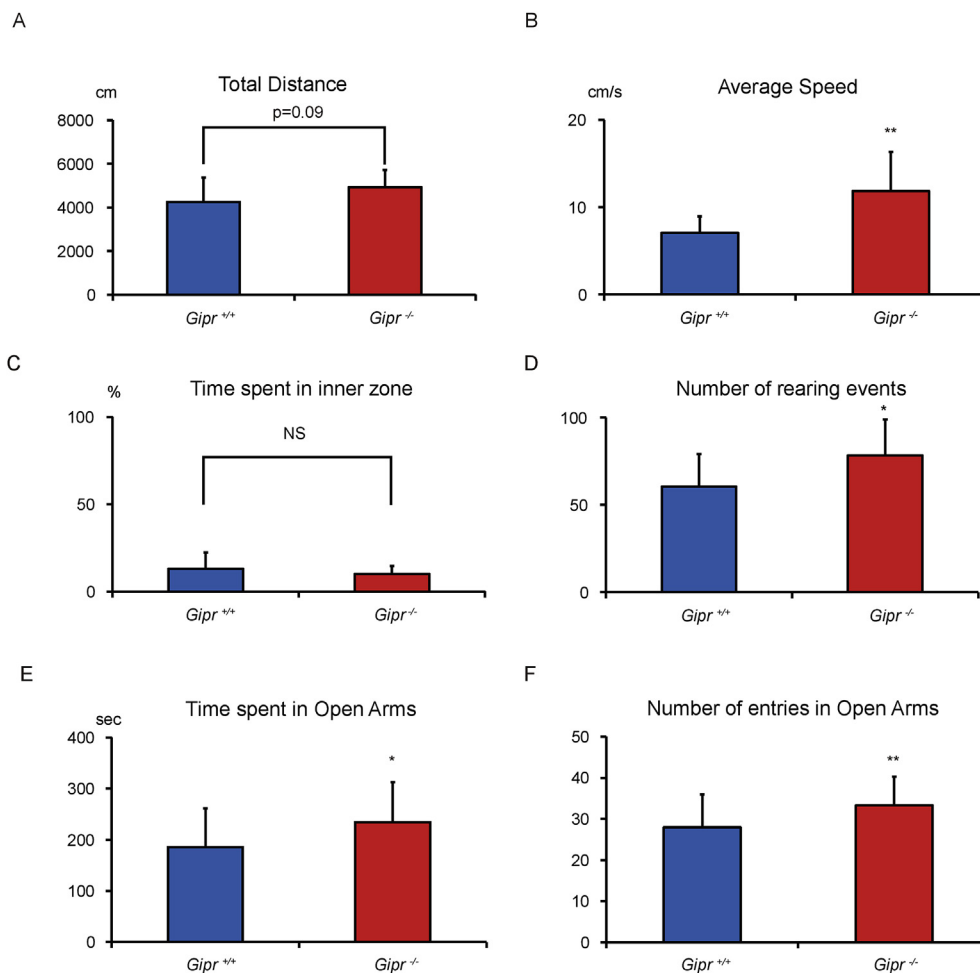 A
Total Distance
cm
p=0.09
8000
6000
4000
2000
0
Gipr +/+
Gipr -/-
B
Average Speed
cm/s
**
20
10
0
Gipr +/+
Gipr -/-
C
Time spent in inner zone
%
NS
100
50
0
Gipr +/+
Gipr -/-
D
Number of rearing events
*
100
50
0
Gipr +/+
Gipr -/-
E
Time spent in Open Arms
sec
*
400
300
200
100
0
Gipr +/+
Gipr -/-
F
Number of entries in Open Arms
**
50
40
30
20
10
0
Gipr +/+
Gipr -/-